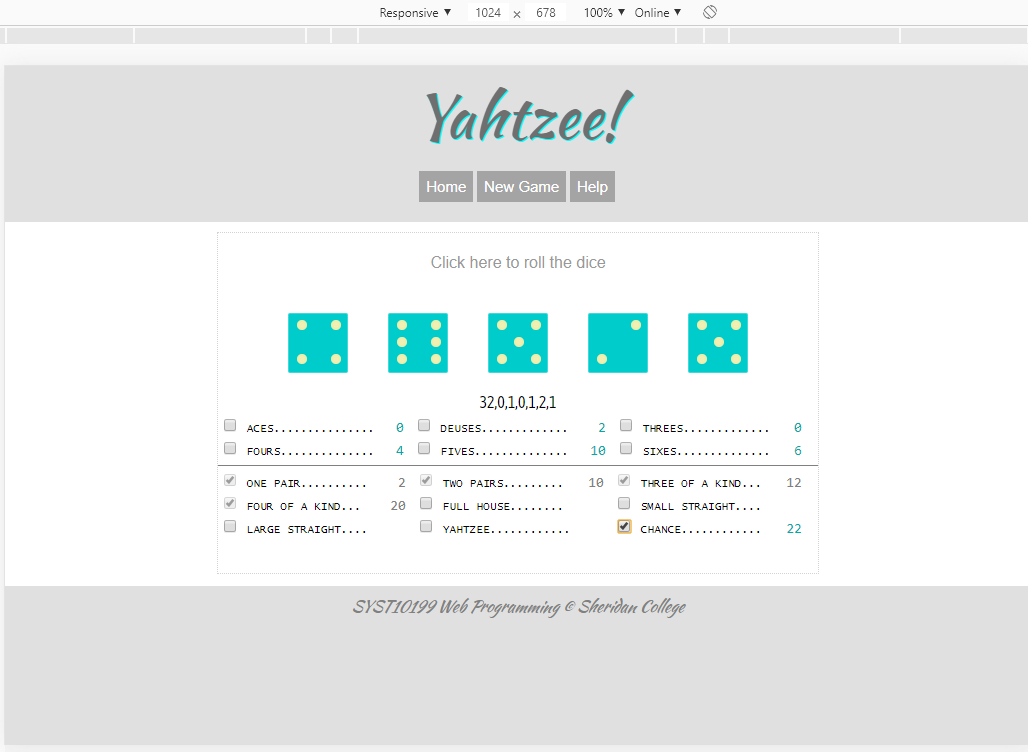 Responsive ▼ 1024 × 678 100% ▼ Online ▼
Yahtzee!
Home New Game Help
Click here to roll the dice
32,0,1,0,1,2,1
ACES............... 0 DEUSES............. 2 THREES............. 0
FOURS.............. 4 FIVES.............. 10 SIXES.............. 6
ONE PAIR.......... 2 TWO PAIRS......... 10 THREE OF A KIND... 12
FOUR OF A KIND... 20 FULL HOUSE........ SMALL STRAIGHT....
LARGE STRAIGHT.... YAHTZEE............ CHANCE............ 22
SYST10199 Web Programming @ Sheridan College